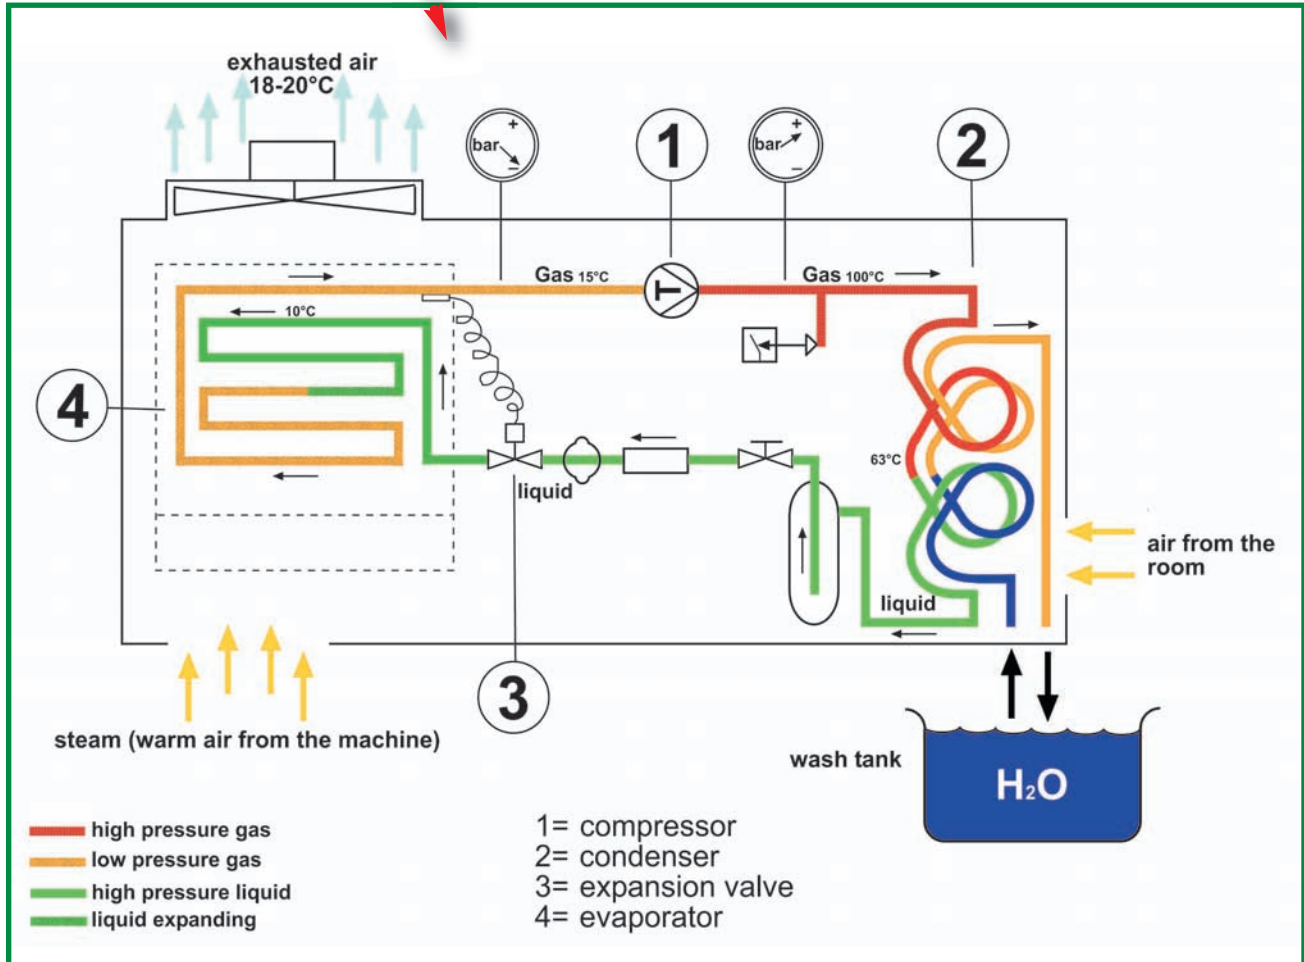 exhausted air
18-20°C
+
bar
–
1
+
bar
–
2
Gas 15°C
T
Gas 100°C
10°C
4
63°C
liquid
air from the
room
liquid
3
steam (warm air from the machine)
wash tank
H₂O
high pressure gas
low pressure gas
high pressure liquid
liquid expanding
1= compressor
2= condenser
3= expansion valve
4= evaporator